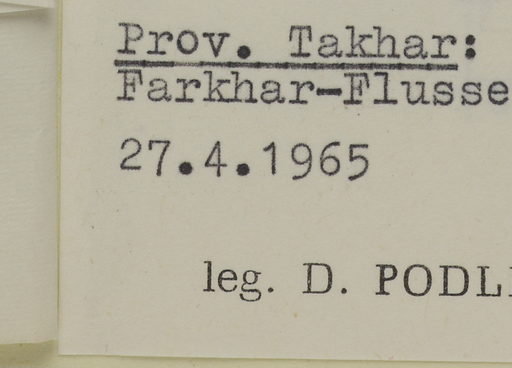 Prov. Takhar:
Farkhar-Flusse
27.4.1965
leg. D. PODL